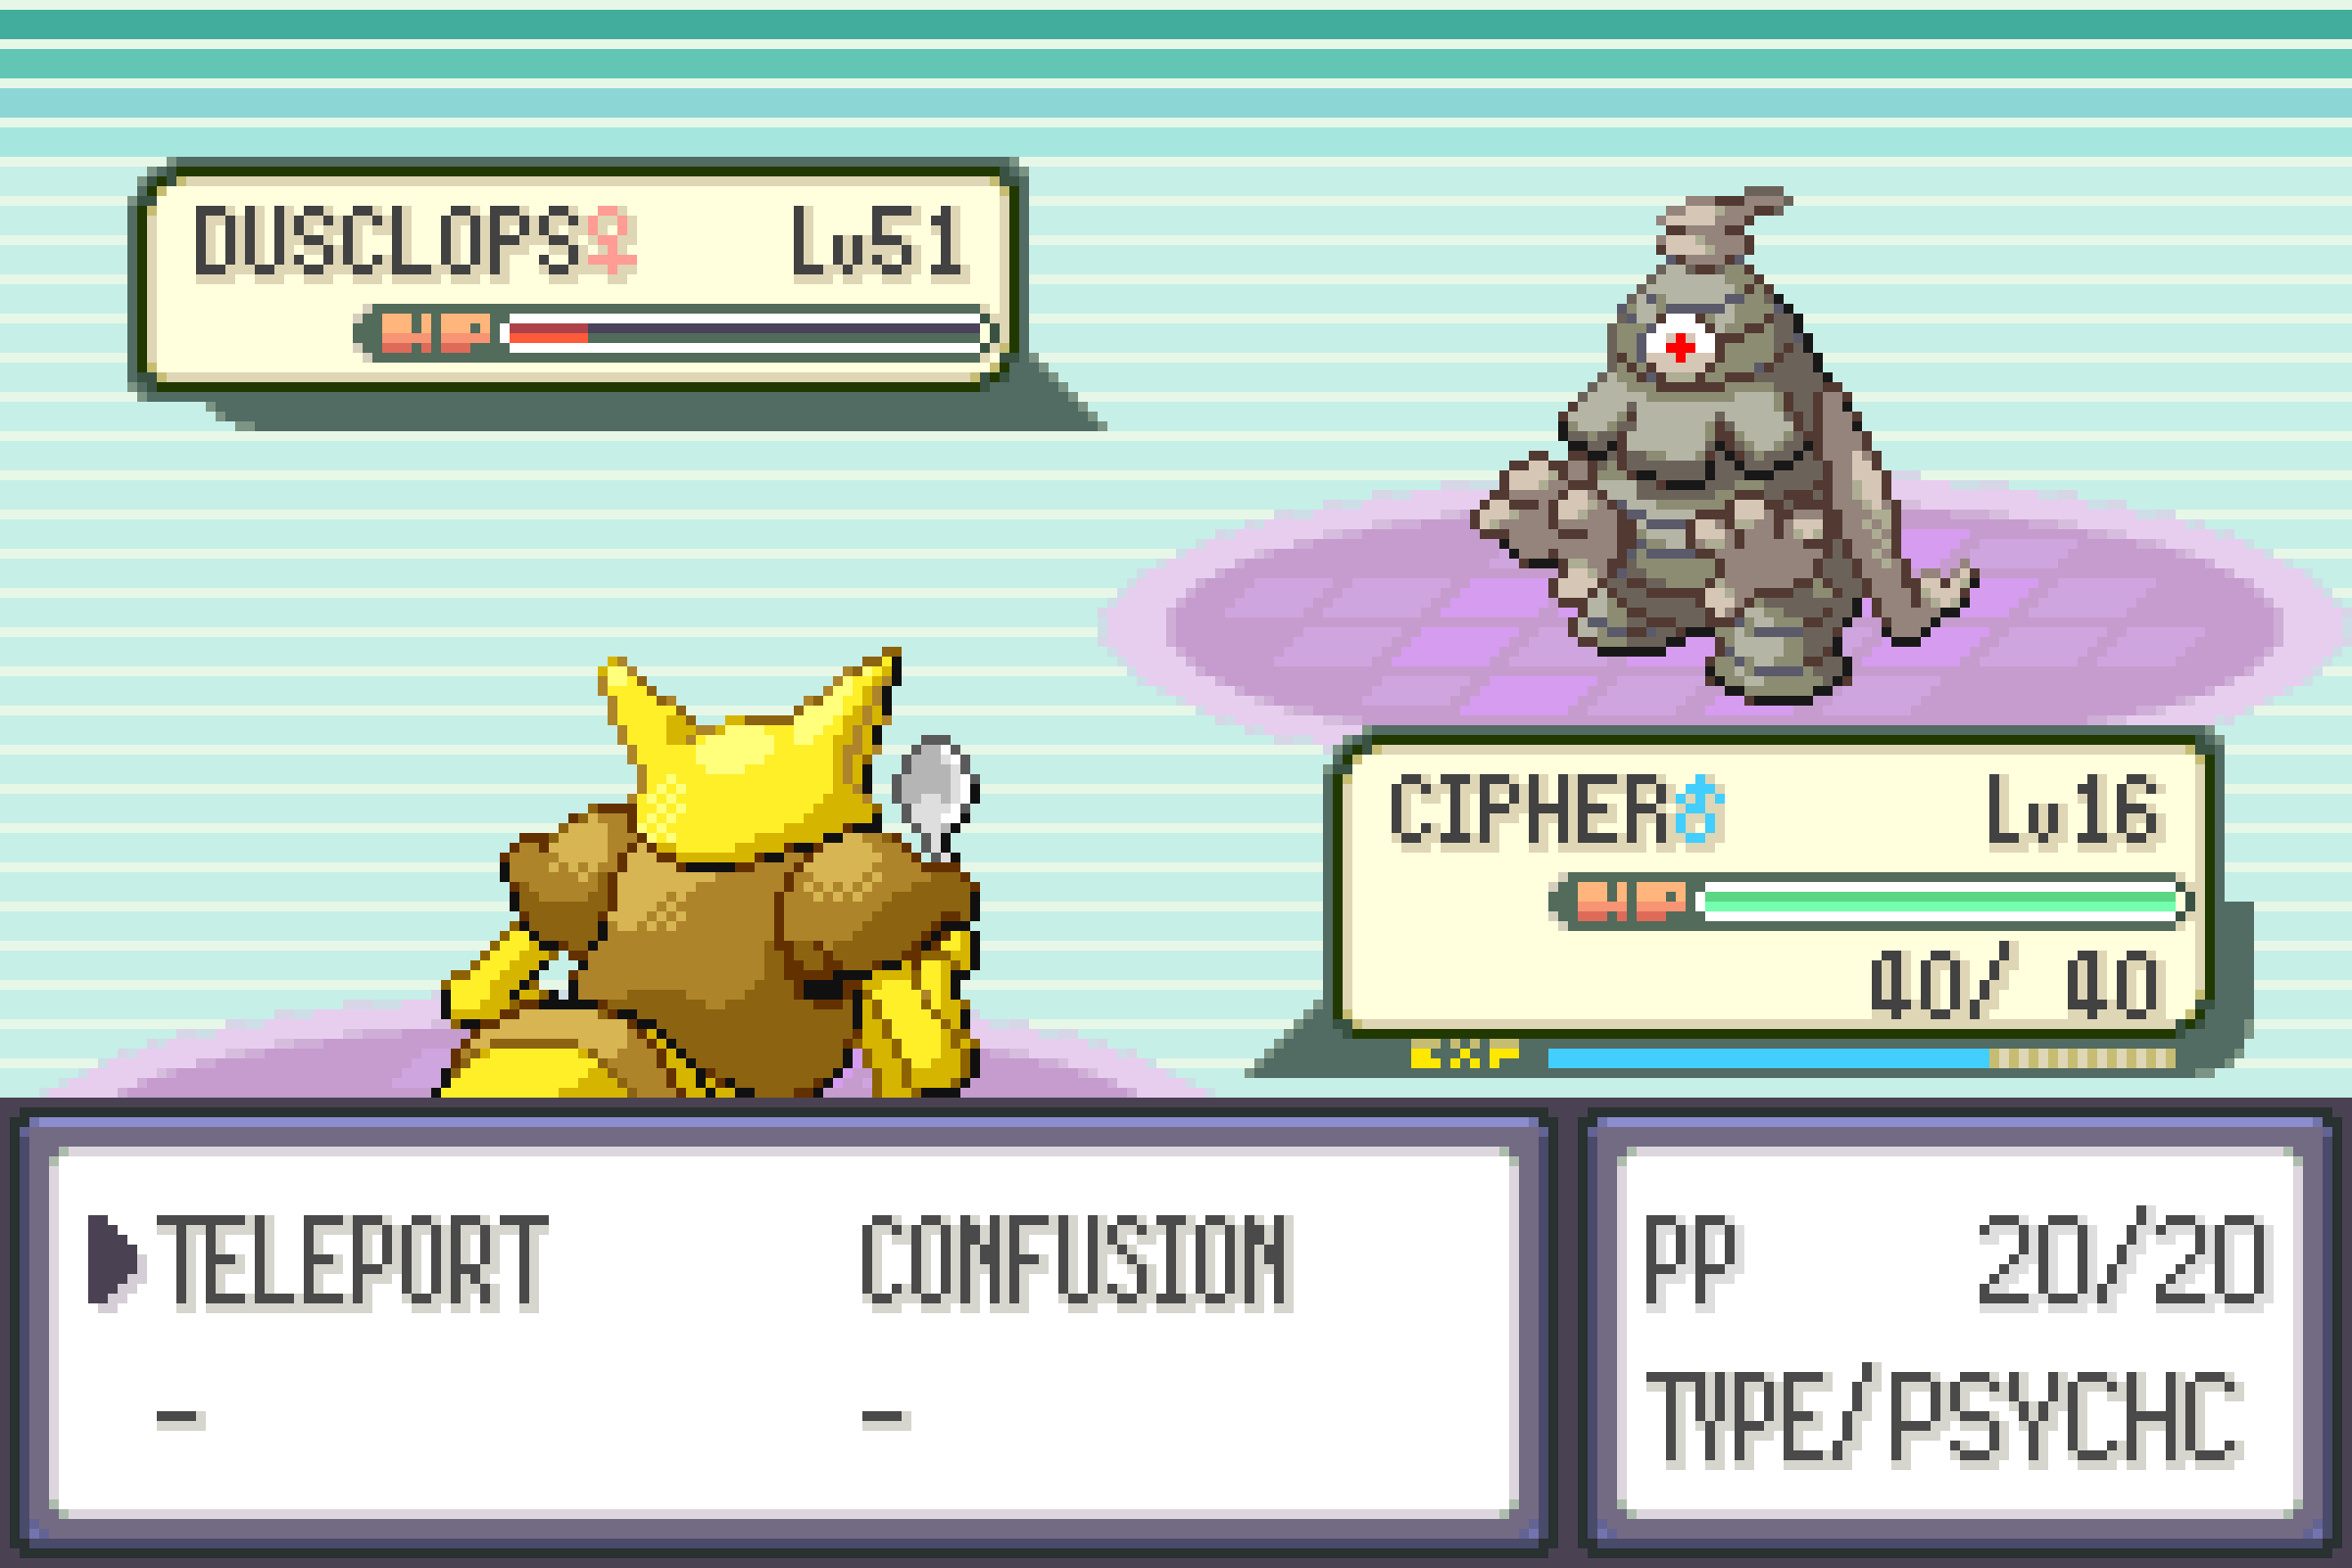 DUSCLOPS♀ Lv51
HP
CIPHER♂ Lv16
HP
40/ 40
EXP
TELEPORT CONFUSION
- -
PP 20/20
TYPE/PSYCHC